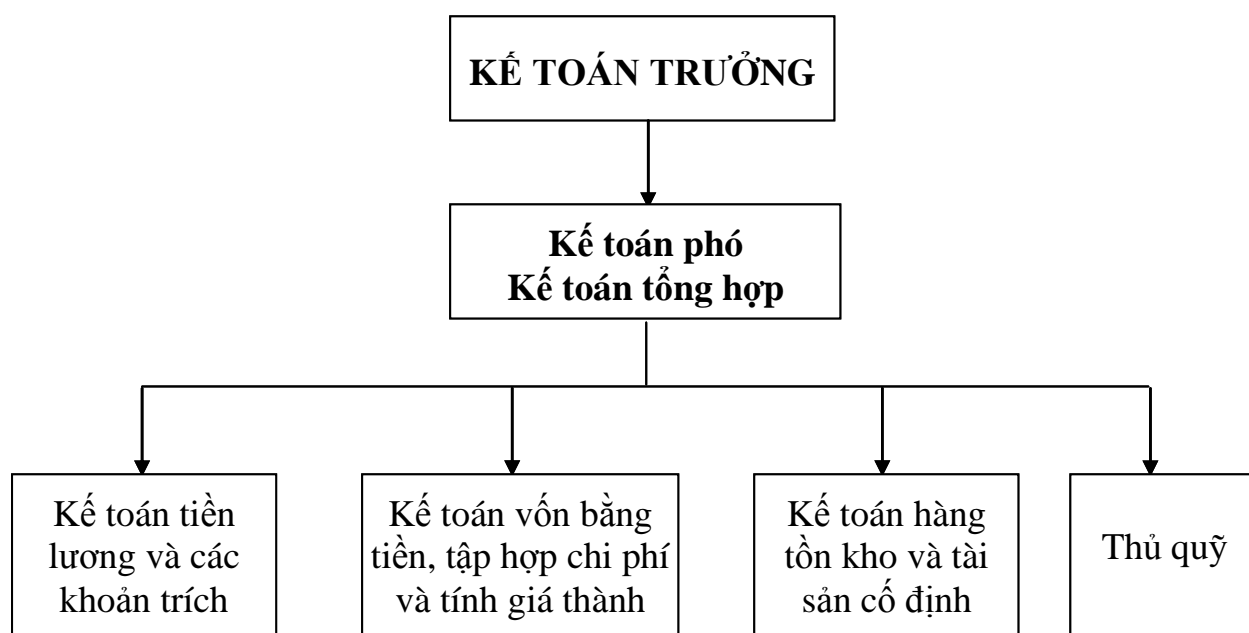 KẾ TOÁN TRƯỞNG
Kế toán phó
Kế toán tổng hợp
Kế toán tiền
lương và các
khoản trích
Kế toán vốn bằng
tiền, tập hợp chi phí
và tính giá thành
Kế toán hàng
tồn kho và tài
sản cố định
Thủ quỹ